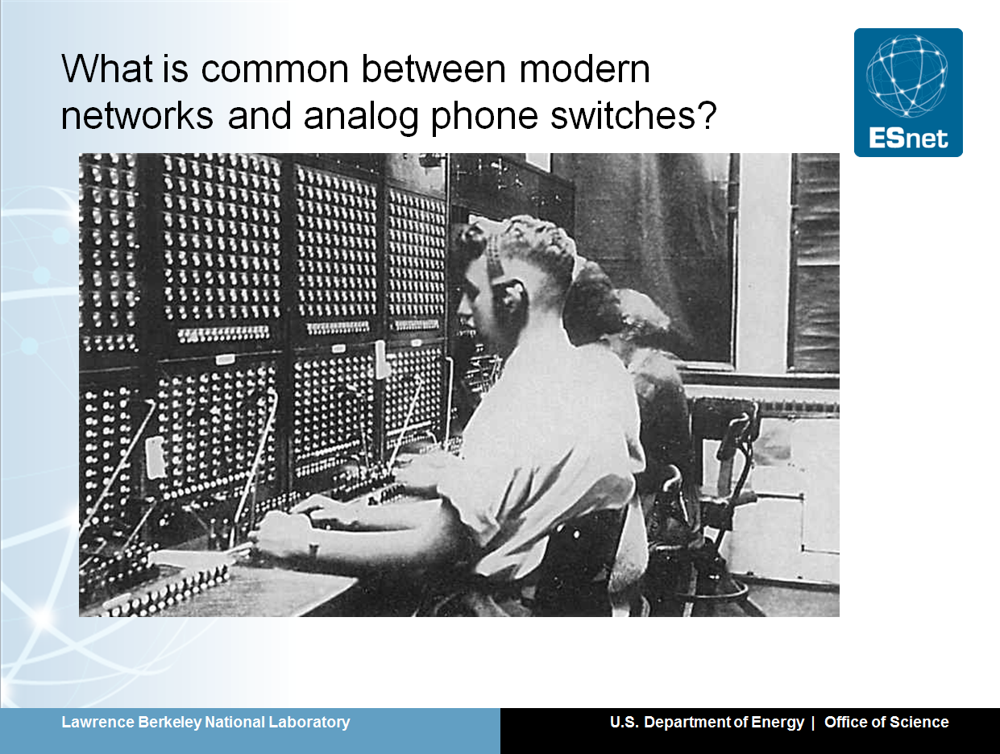 What is common between modern
networks and analog phone switches?
ESnet
Lawrence Berkeley National Laboratory
U.S. Department of Energy | Office of Science